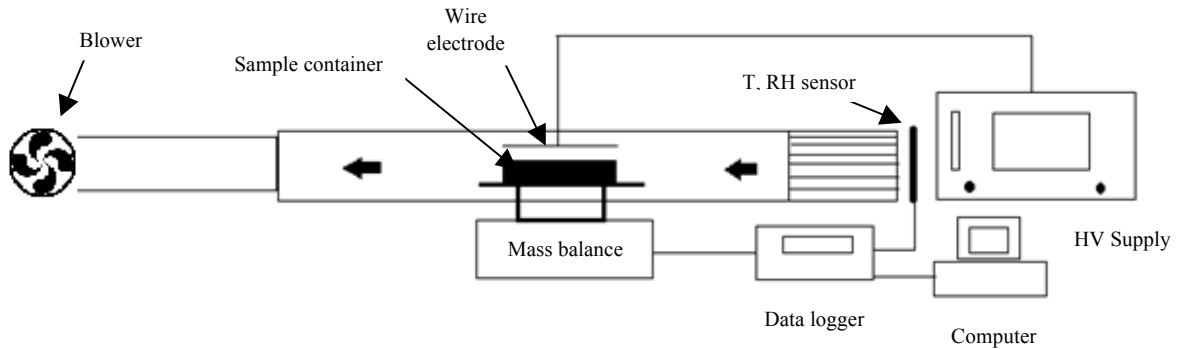 Wire
electrode
Blower
Sample container
T, RH sensor
Mass balance
HV Supply
Data logger
Computer